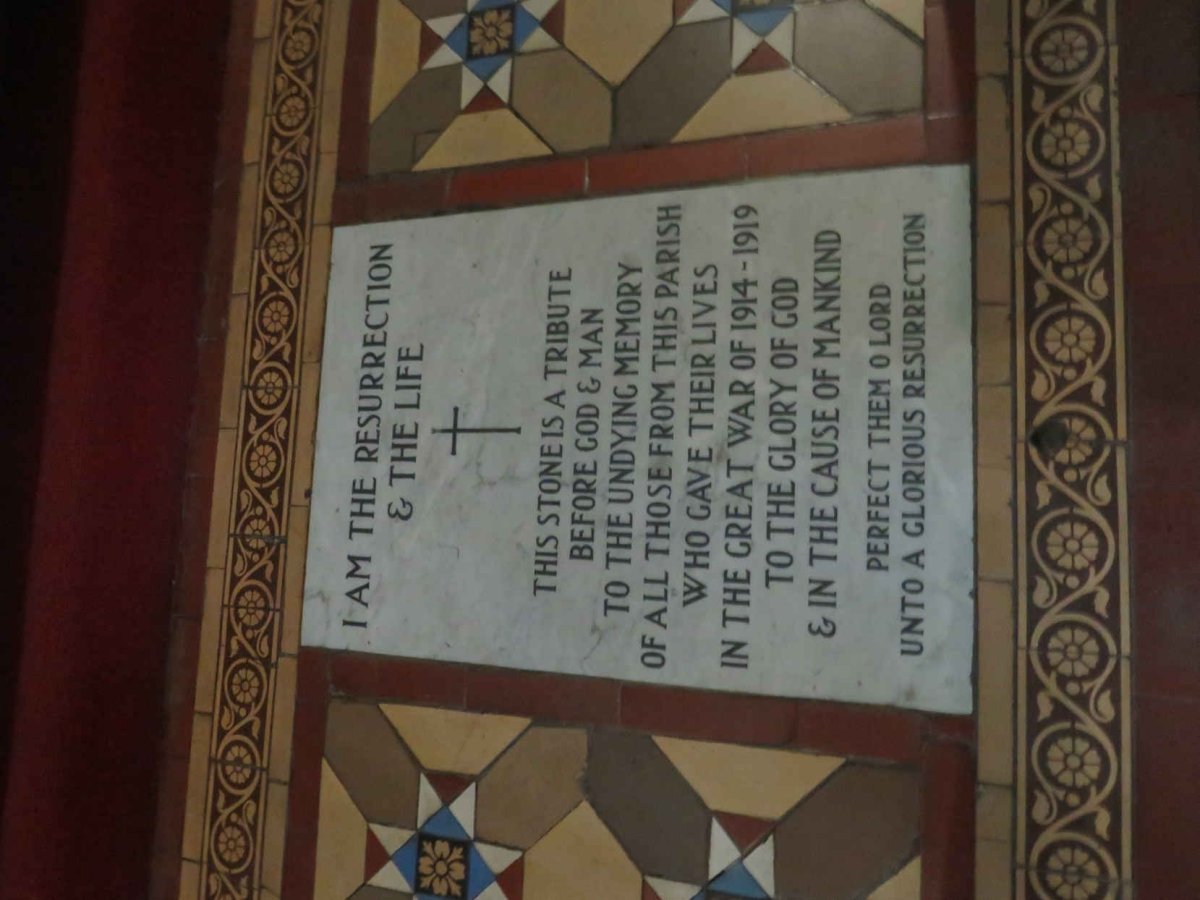 I AM THE RESURRECTION
& THE LIFE
THIS STONE IS A TRIBUTE
BEFORE GOD & MAN
TO THE UNDYING MEMORY
OF ALL THOSE FROM THIS PARISH
WHO GAVE THEIR LIVES
IN THE GREAT WAR OF 1914-1919
TO THE GLORY OF GOD
& IN THE CAUSE OF MANKIND
PERFECT THEM O LORD
UNTO A GLORIOUS RESURRECTION